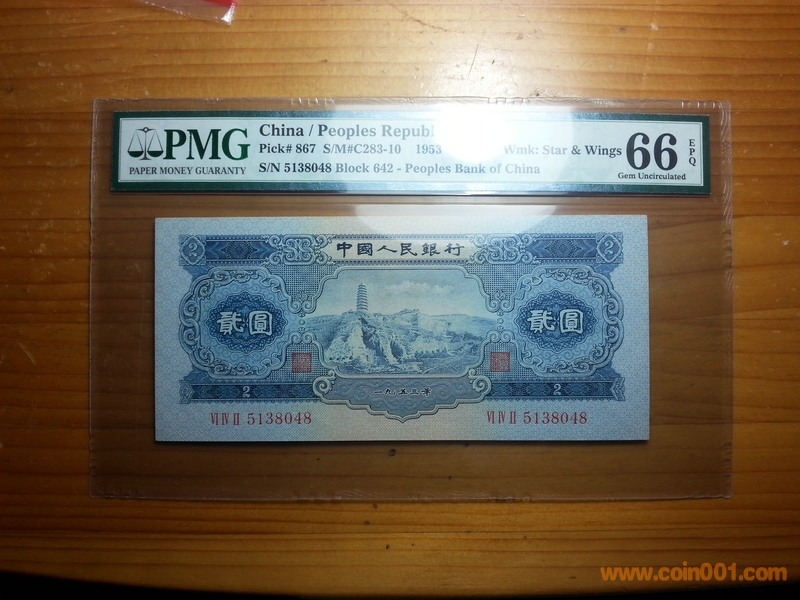 PMG
PAPER MONEY GUARANTY
China / Peoples Republ
Pick# 867 S/M#C283-10 1953 Wmk: Star & Wings
S/N 5138048 Block 642 - Peoples Bank of China
66
EPQ
Gem Uncirculated
中國人民銀行
2 2
貳圓 貳圓
一九五三年
2 2
VI IV II 5138048 VI IV II 5138048
www.coin001.com